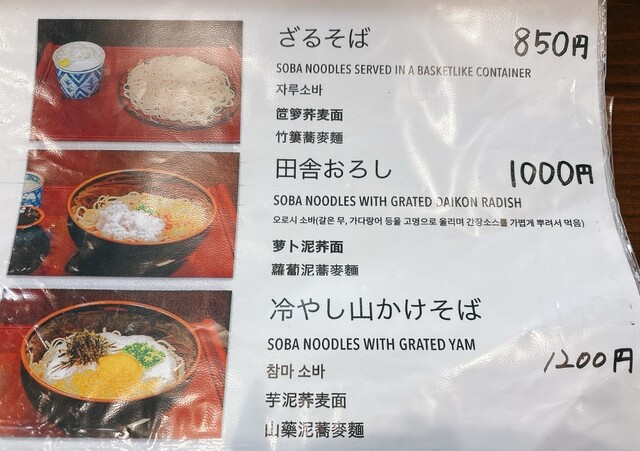 ざるそば 850円
SOBA NOODLES SERVED IN A BASKETLIKE CONTAINER
자루소바
笸箩荞麦面
竹簍蕎麥麵
田舎おろし 1000円
SOBA NOODLES WITH GRATED DAIKON RADISH
오로시 소바(갈은 무, 가다랑어 등을 고명으로 올리며 간장소스를 가볍게 뿌려서 먹음)
萝卜泥荞面
蘿蔔泥蕎麥麵
冷やし山かけそば
SOBA NOODLES WITH GRATED YAM
1200円
참마 소바
芋泥荞麦面
山藥泥蕎麥麵